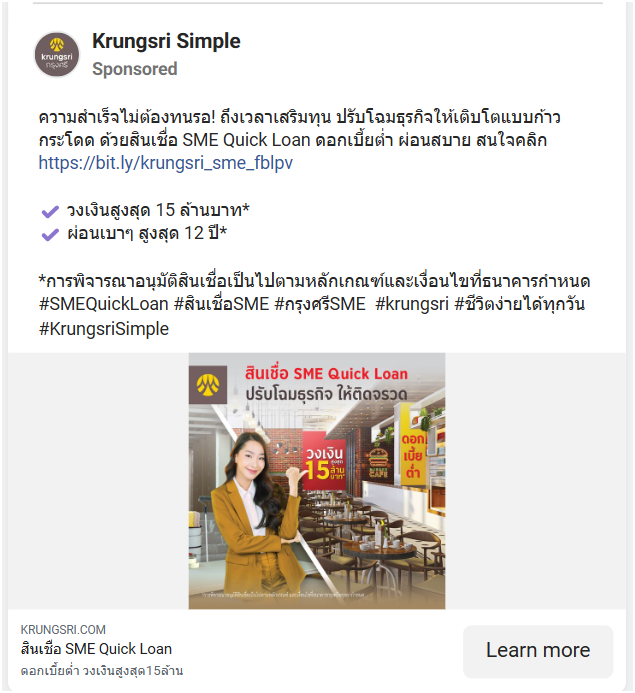 krungsri
กรุงศรี
Krungsri Simple
Sponsored
ความสำเร็จไม่ต้องทนรอ! ถึงเวลาเสริมทุน ปรับโฉมธุรกิจให้เติบโตแบบก้าว
กระโดด ด้วยสินเชื่อ SME Quick Loan ดอกเบี้ยต่ำ ผ่อนสบาย สนใจคลิก
https://bit.ly/krungsri_sme_fblpv
วงเงินสูงสุด 15 ล้านบาท*
ผ่อนเบาๆ สูงสุด 12 ปี*
*การพิจารณาอนุมัติสินเชื่อเป็นไปตามหลักเกณฑ์และเงื่อนไขที่ธนาคารกำหนด
#SMEQuickLoan #สินเชื่อSME #กรุงศรีSME #krungsri #ชีวิตง่ายได้ทุกวัน
#KrungsriSimple
สินเชื่อ SME Quick Loan
ปรับโฉมธุรกิจ ให้ติดจรวด
วงเงิน
สูงสุด
15 ล้าน
บาท*
ดอก
เบี้ย
ต่ำ
KRUNGSRI.COM
สินเชื่อ SME Quick Loan
ดอกเบี้ยต่ำ วงเงินสูงสุด15ล้าน
Learn more